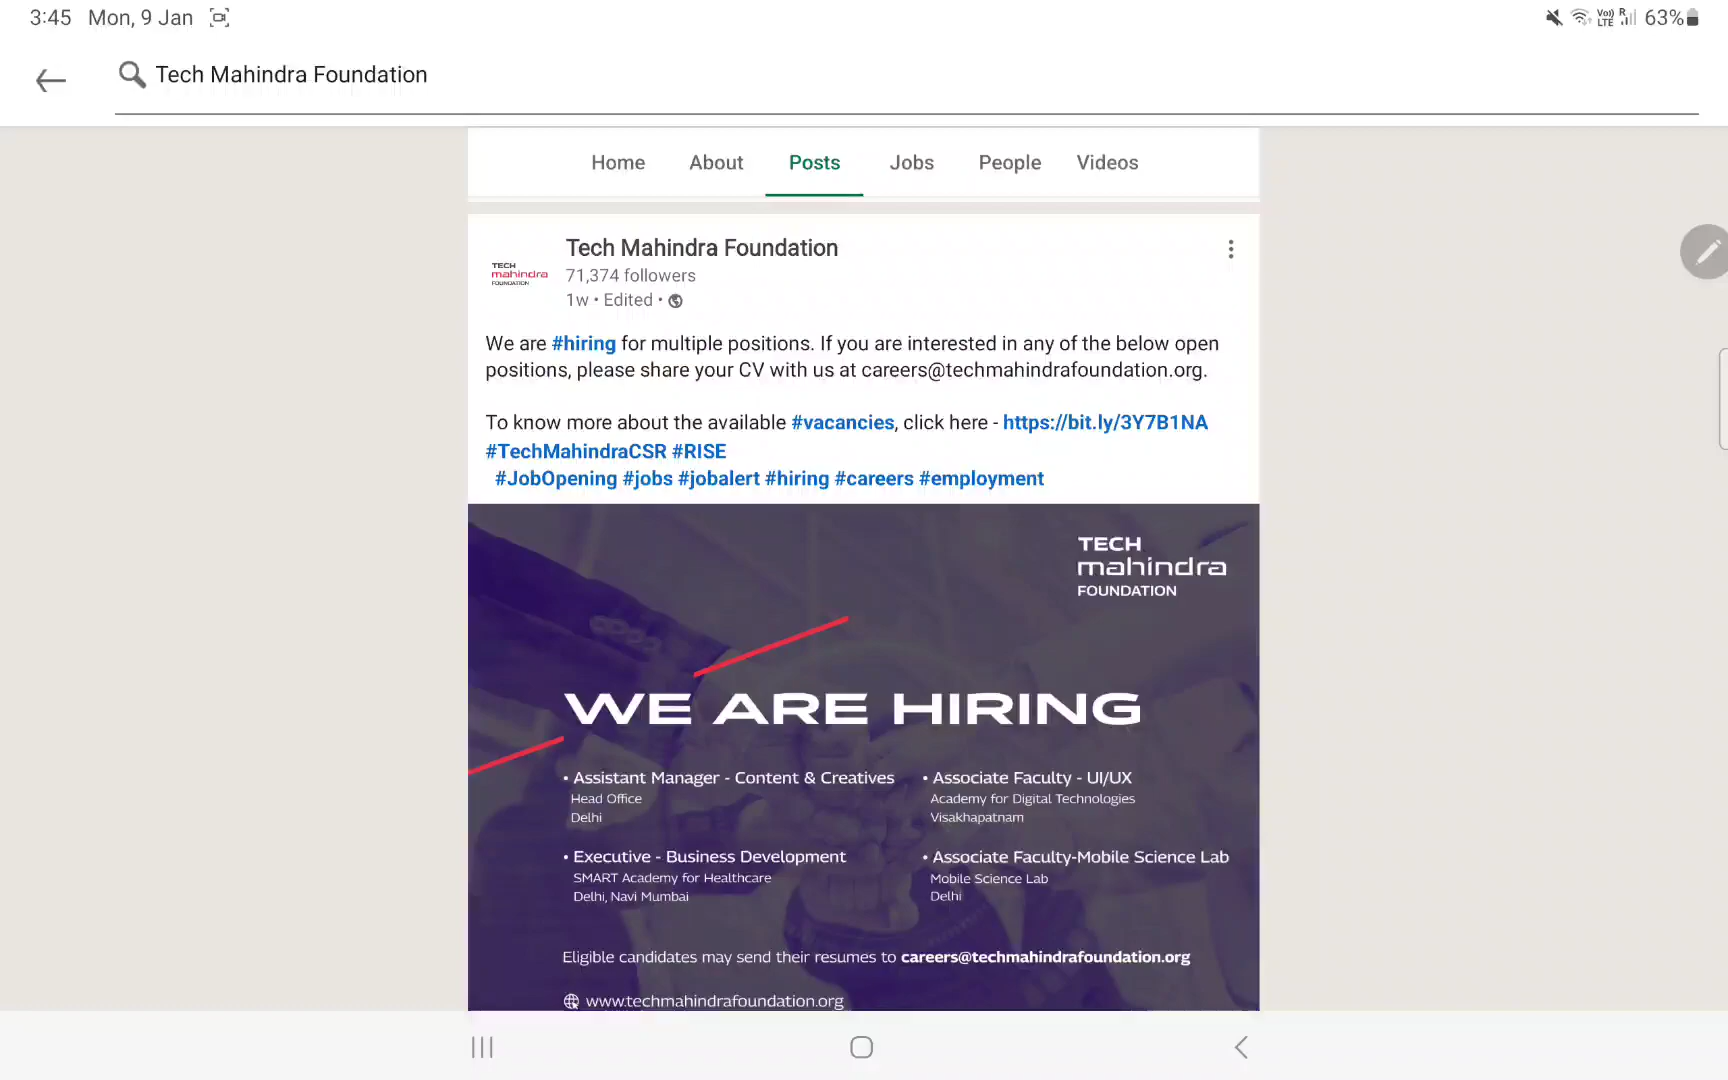 3:45 Mon, 9 Jan
Vo) R 63%
LTE
Tech Mahindra Foundation
Home About Posts Jobs People Videos
Tech Mahindra Foundation
TECH
mahindra
FOUNDATION
71,374 followers
1w • Edited •
We are #hiring for multiple positions. If you are interested in any of the below open
positions, please share your CV with us at careers@techmahindrafoundation.org.
To know more about the available #vacancies, click here - https://bit.ly/3Y7B1NA
#TechMahindraCSR #RISE
#JobOpening #jobs #jobalert #hiring #careers #employment
TECH
mahindra
FOUNDATION
WE ARE HIRING
• Assistant Manager - Content & Creatives
Head Office
Delhi
• Associate Faculty - UI/UX
Academy for Digital Technologies
Visakhapatnam
• Executive - Business Development
SMART Academy for Healthcare
Delhi, Navi Mumbai
• Associate Faculty-Mobile Science Lab
Mobile Science Lab
Delhi
Eligible candidates may send their resumes to careers@techmahindrafoundation.org
www.techmahindrafoundation.org